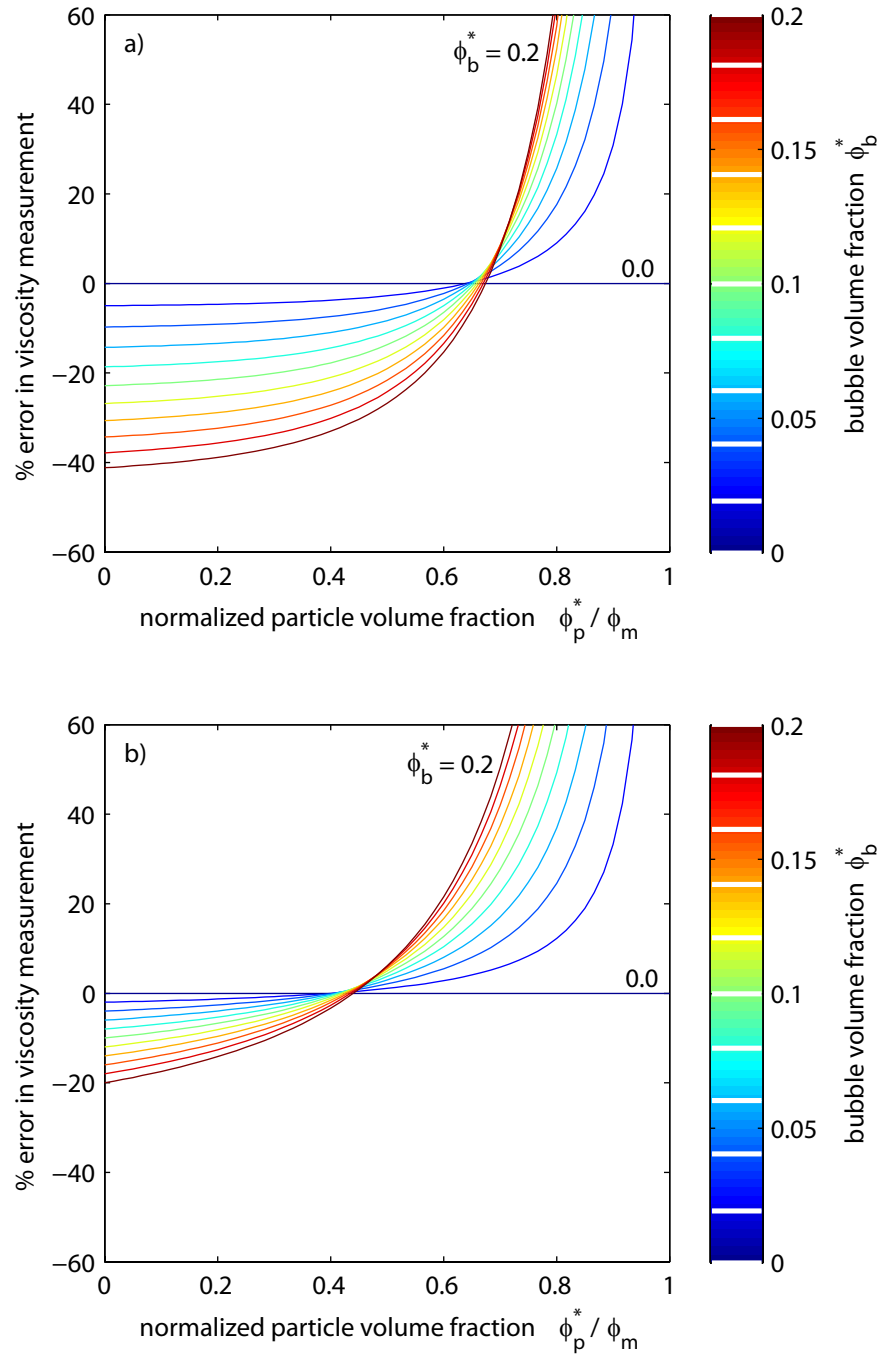 a)
ϕ*b = 0.2
0.0
60
40
20
0
−20
−40
−60
% error in viscosity measurement
0 0.2 0.4 0.6 0.8 1
normalized particle volume fraction ϕ*p / ϕm
0.2
0.15
0.1
0.05
0
bubble volume fraction ϕ*b
b)
ϕ*b = 0.2
0.0
60
40
20
0
−20
−40
−60
% error in viscosity measurement
0 0.2 0.4 0.6 0.8 1
normalized particle volume fraction ϕ*p / ϕm
0.2
0.15
0.1
0.05
0
bubble volume fraction ϕ*b